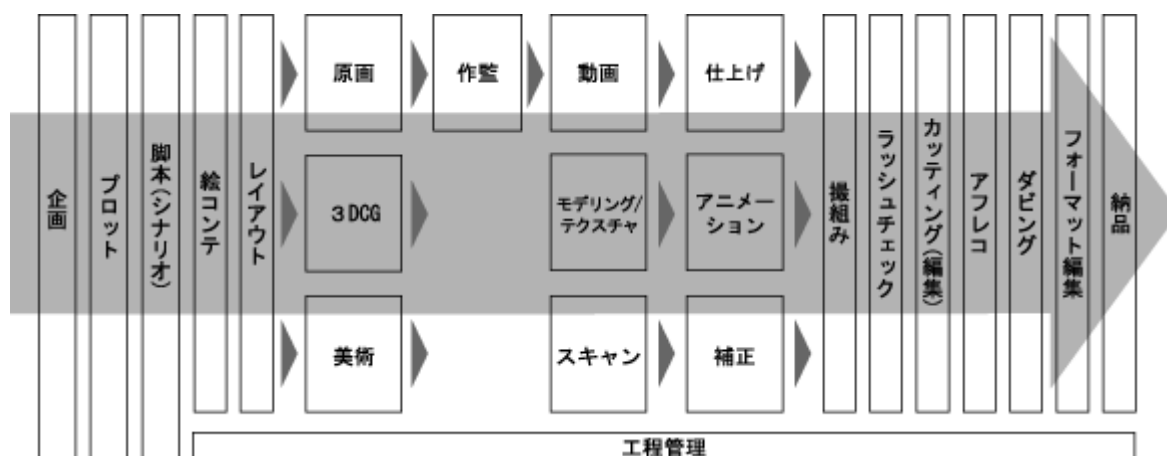 企画
プロット
脚本(シナリオ)
絵コンテ
レイアウト
原画
作監
動画
仕上げ
3DCG
モデリング/
テクスチャ
アニメー
ション
美術
スキャン
補正
撮組み
ラッシュチェック
カッティング(編集)
アフレコ
ダビング
フォーマット編集
納品
工程管理